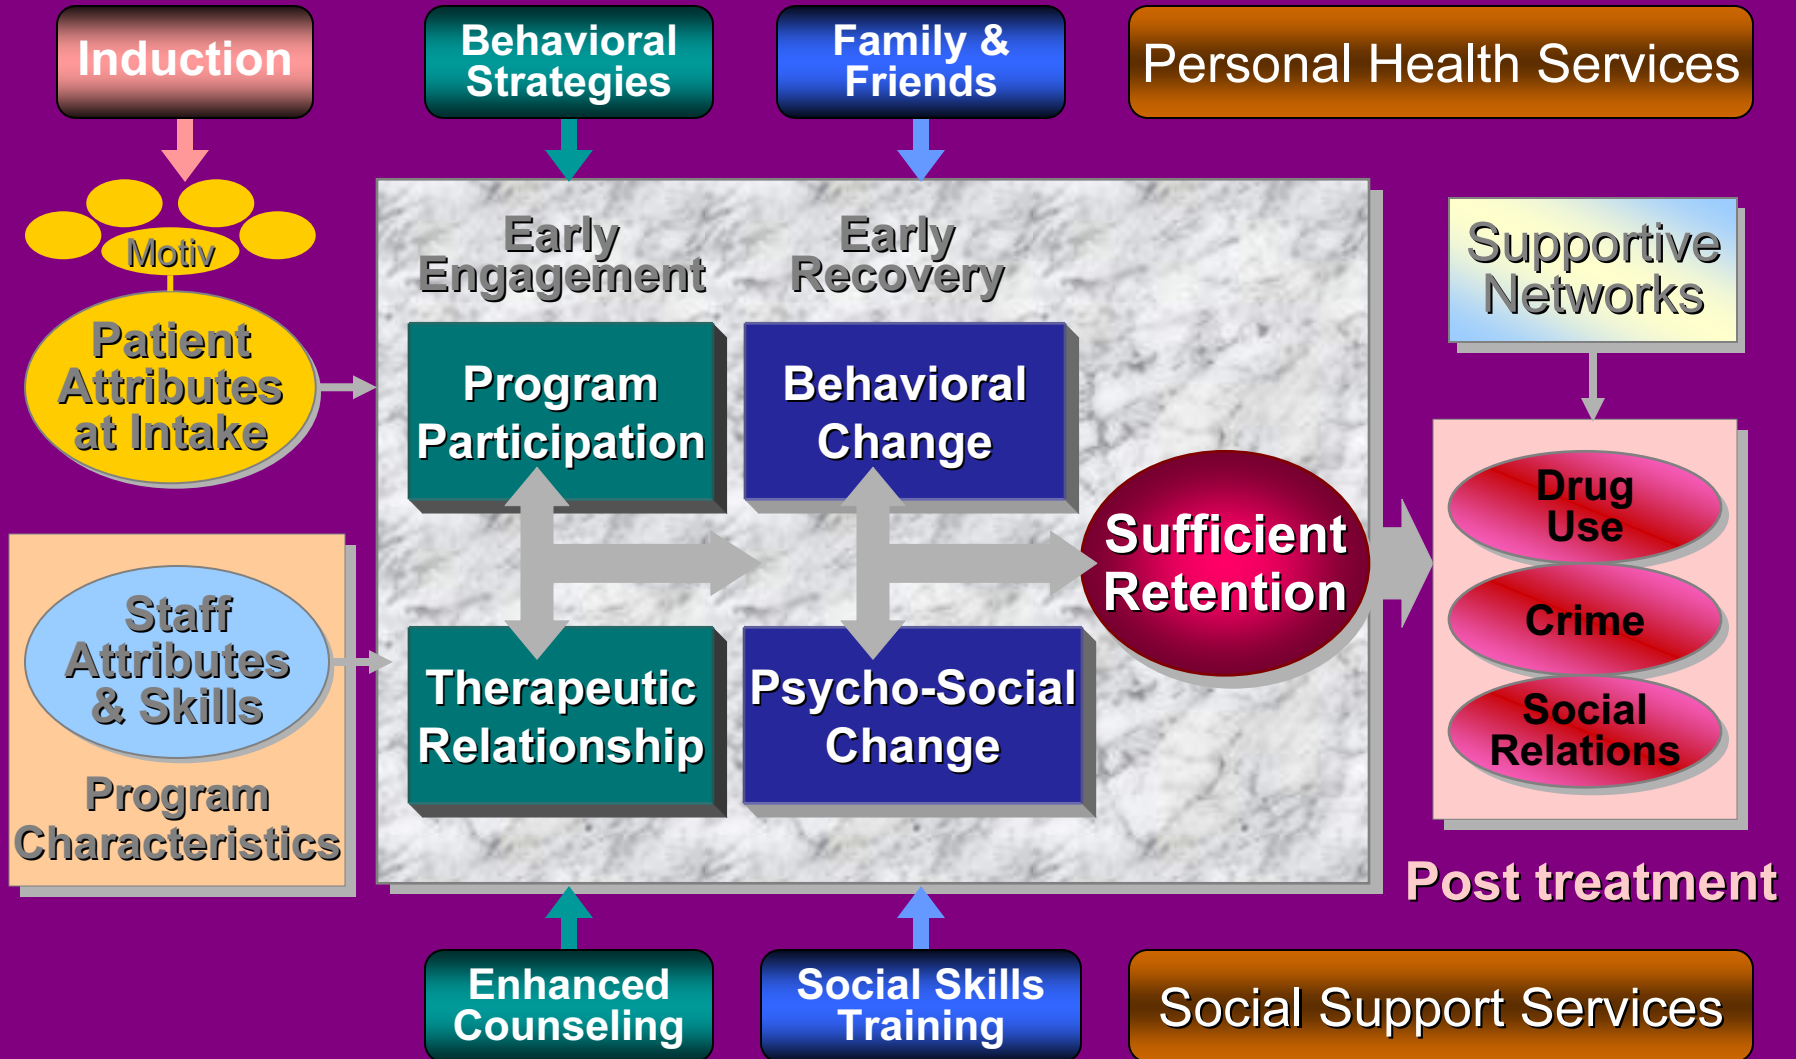 Induction
Behavioral
Strategies
Family &
Friends
Personal Health Services
Motiv
Patient
Attributes
at Intake
Early
Engagement
Early
Recovery
Supportive
Networks
Program
Participation
Behavioral
Change
Sufficient
Retention
Drug
Use
Crime
Social
Relations
Staff
Attributes
& Skills
Program
Characteristics
Therapeutic
Relationship
Psycho-Social
Change
Post treatment
Enhanced
Counseling
Social Skills
Training
Social Support Services